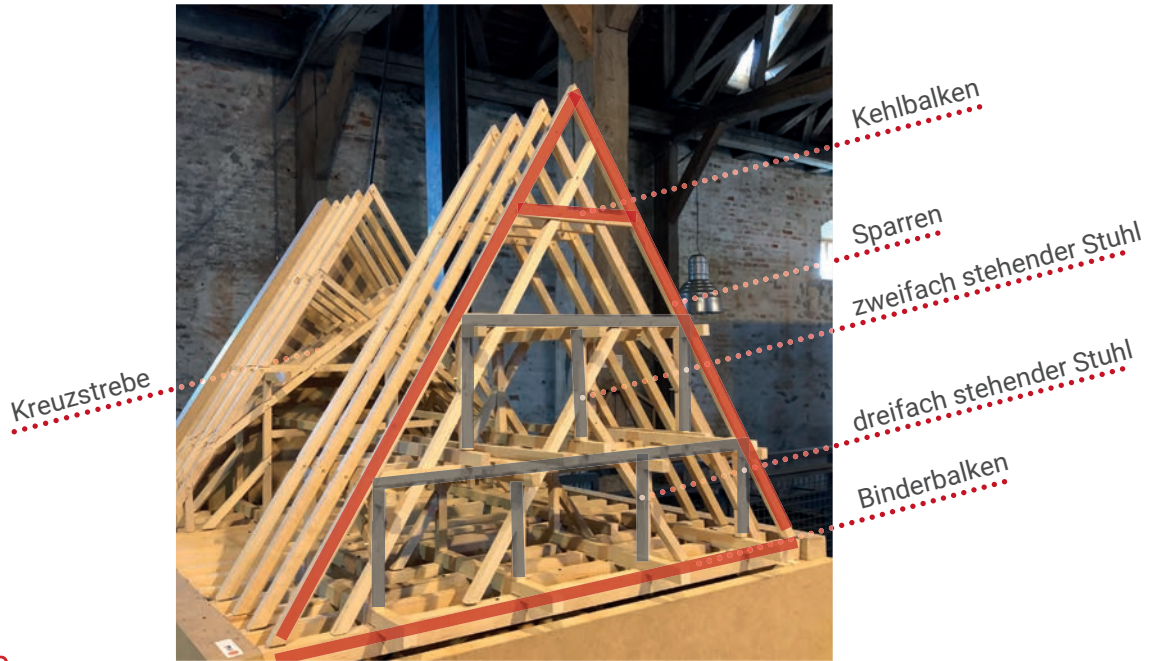 Kehlbalken
Sparren
zweifach stehender Stuhl
dreifach stehender Stuhl
Kreuzstrebe
Binderbalken